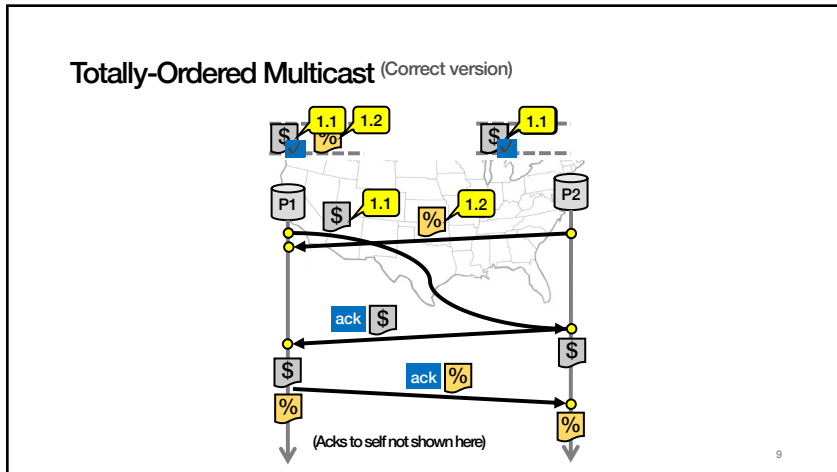 Totally-Ordered Multicast (Correct version)
$ 1.1 % 1.2 $ 1.1
P1 $ 1.1 % 1.2 P2
ack $
$ $
ack %
% %
(Acks to self not shown here)
9